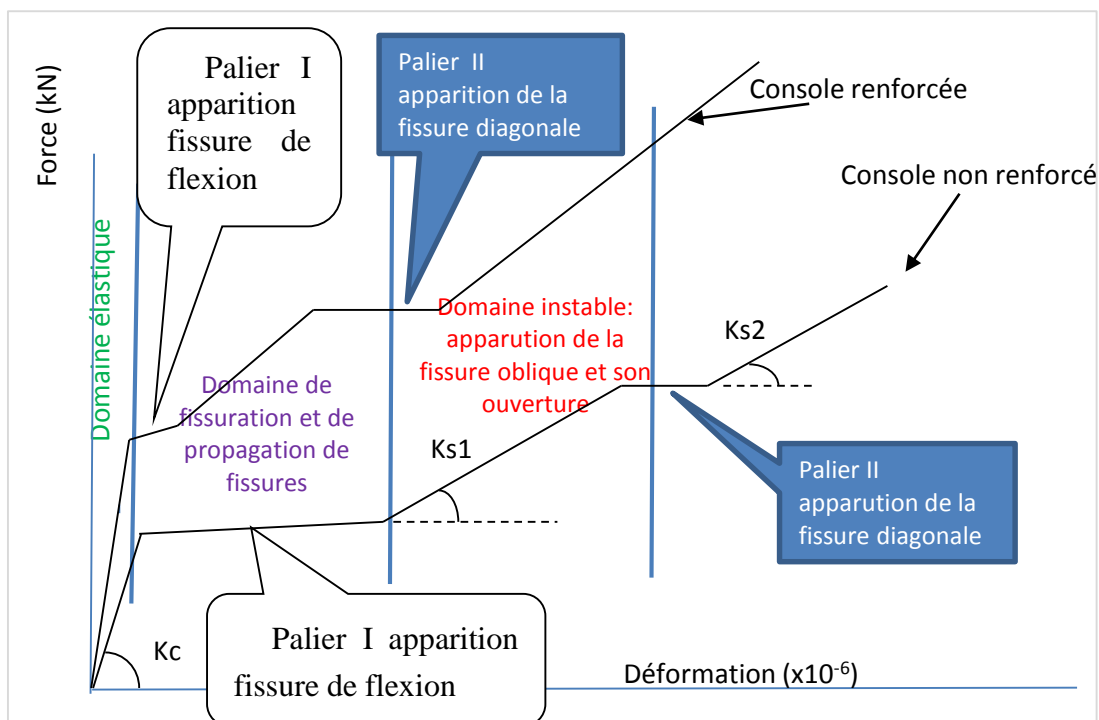 Force (kN)
Domaine élastique
Palier I
apparition
fissure de
flexion
Palier II
apparition de la
fissure diagonale
Console renforcée
Console non renforcé
Domaine de
fissuration et de
propagation de
fissures
Domaine instable:
apparution de la
fissure oblique et son
ouverture
Ks2
Ks1
Palier II
apparution de la
fissure diagonale
Kc
Palier I apparition
fissure de flexion
Déformation (x10⁻⁶)